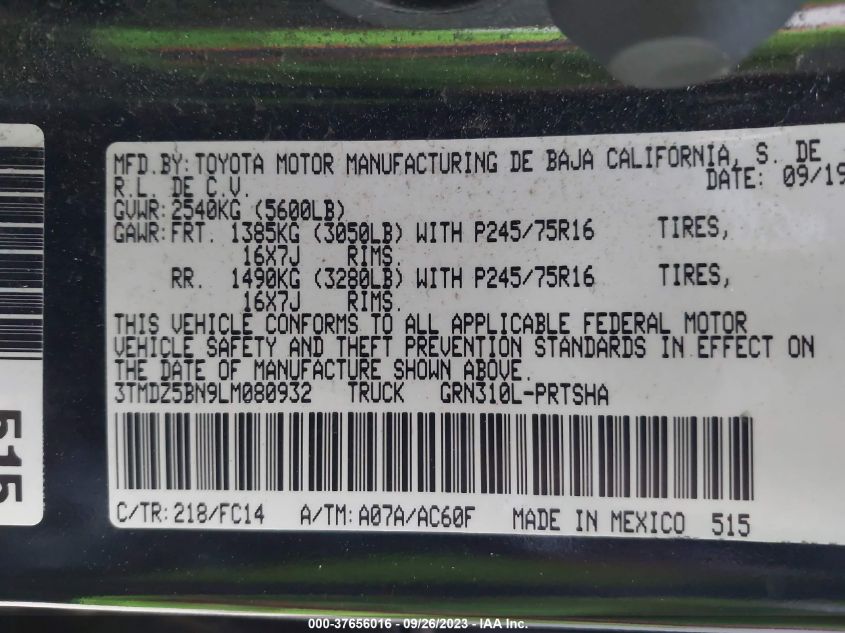 MFD.BY:TOYOTA MOTOR MANUFACTURING DE BAJA CALIFORNIA, S. DE
R.L. DE C.V. DATE: 09/19
GVWR:2540KG (5600LB)
GAWR:FRT. 1385KG (3050LB) WITH P245/75R16 TIRES,
16X7J RIMS.
RR. 1490KG (3280LB) WITH P245/75R16 TIRES,
16X7J RIMS.
THIS VEHICLE CONFORMS TO ALL APPLICABLE FEDERAL MOTOR
VEHICLE SAFETY AND THEFT PREVENTION STANDARDS IN EFFECT ON
THE DATE OF MANUFACTURE SHOWN ABOVE.
3TMDZ5BN9LM080932 TRUCK GRN310L-PRTSHA
C/TR:218/FC14 A/TM:A07A/AC60F MADE IN MEXICO 515
515
000-37656016 - 09/26/2023 - IAA Inc.